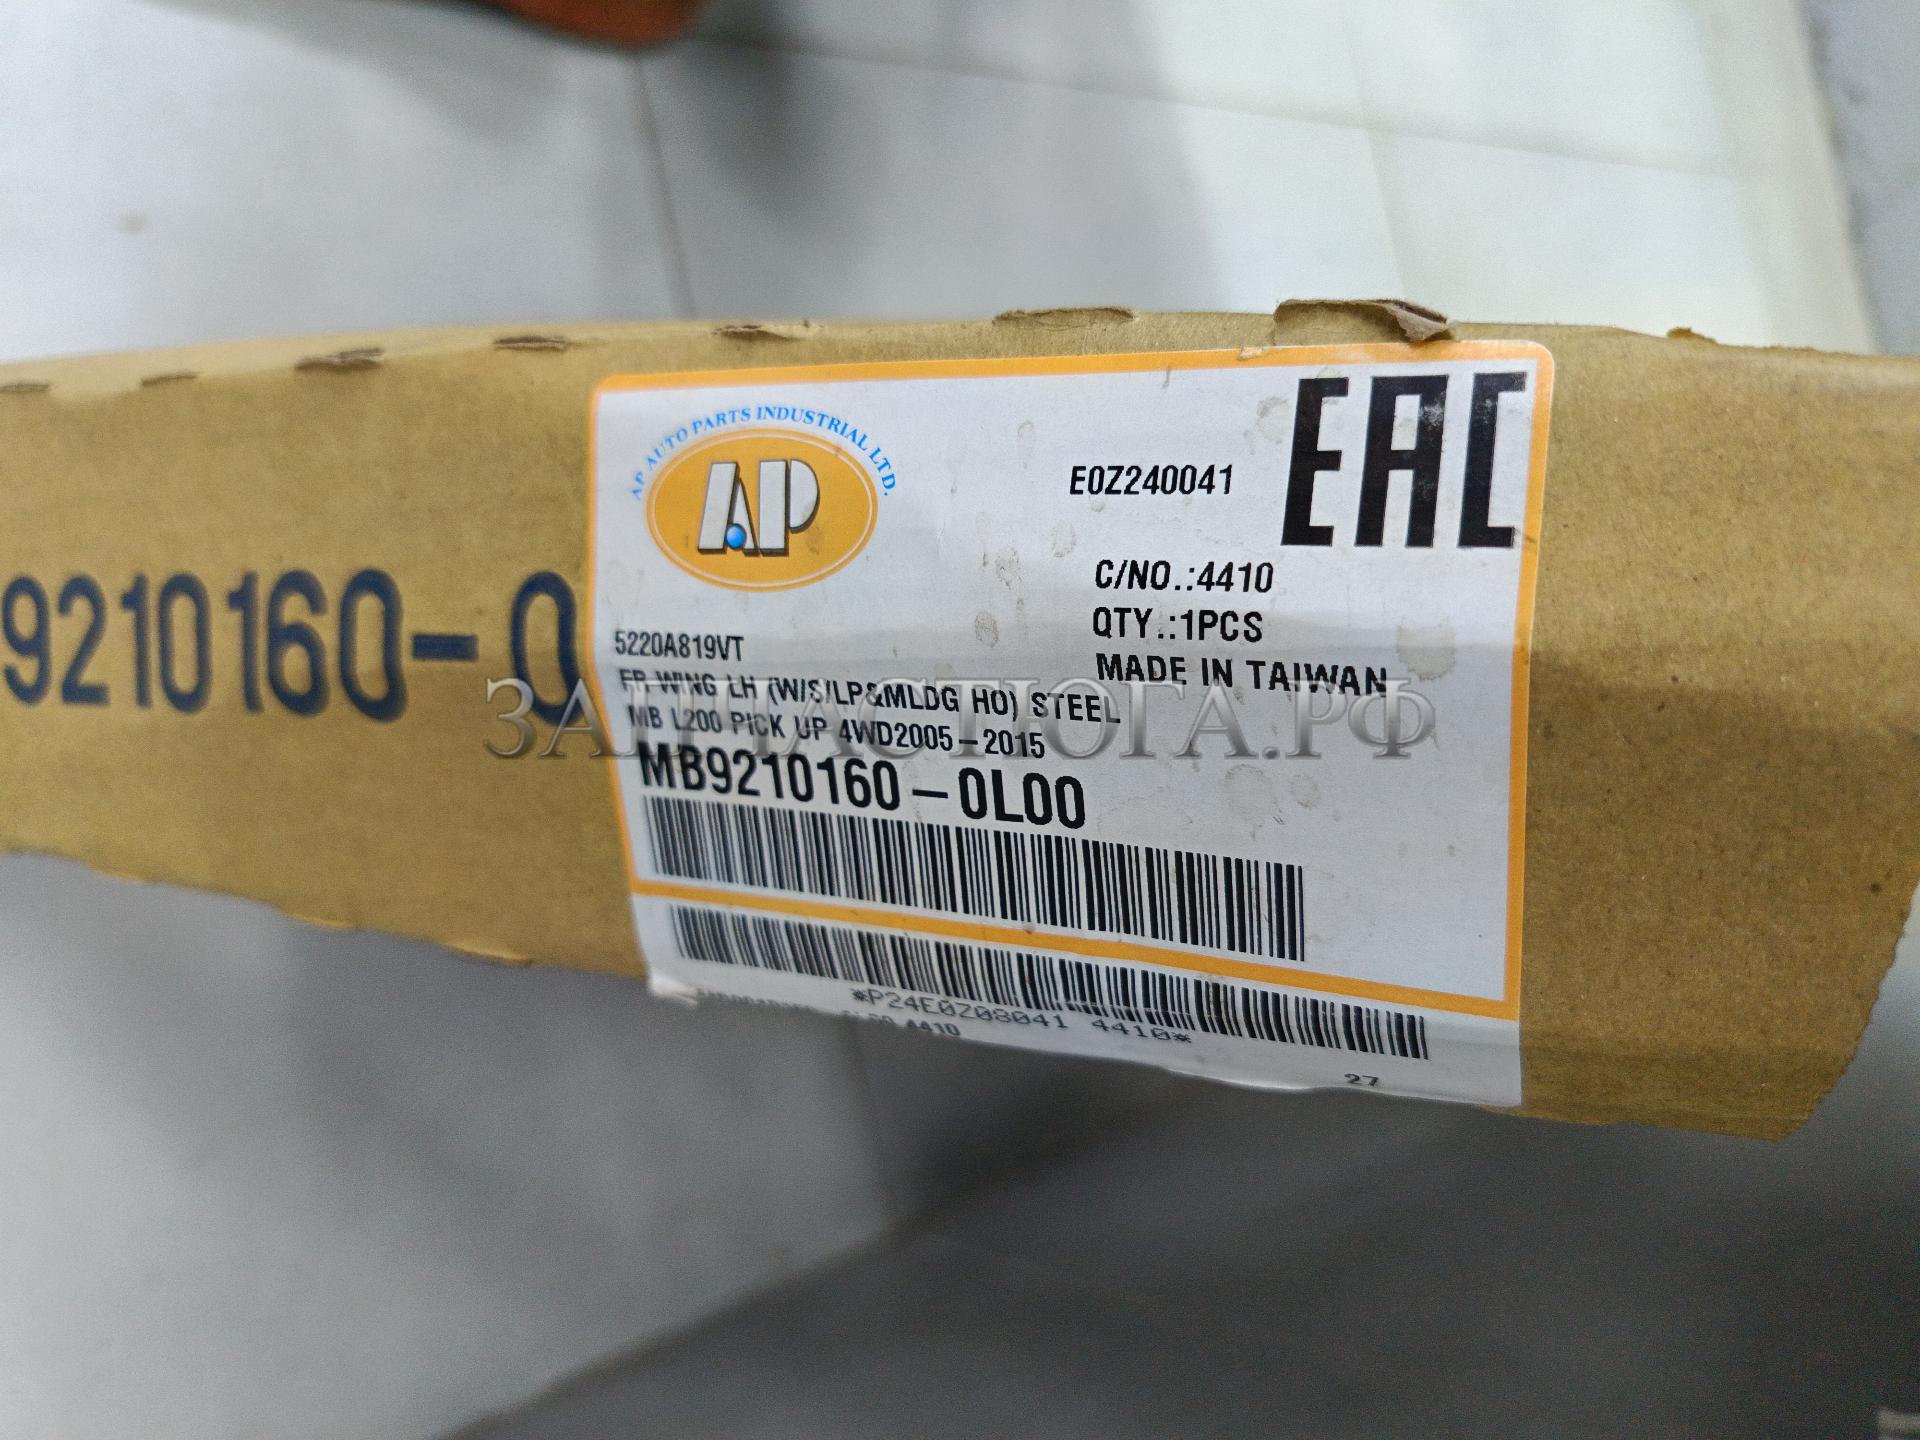 9210160-0
AP AUTO PARTS INDUSTRIAL LTD.
AP
E0Z240041
EAC
C/NO.:4410
QTY.:1PCS
MADE IN TAIWAN
5220A819VT
FR WING LH (W/S/LP&MLDG HO) STEEL
MB L200 PICK UP 4WD2005-2015
MB9210160-0L00
ЗАПЧАСТЮГА.РФ
*P24E0Z08041 4410*
4410
27